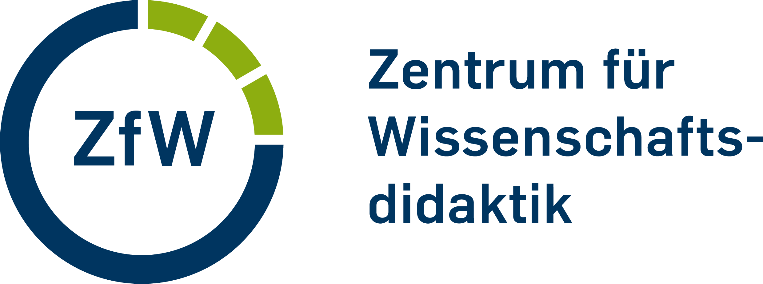 ZfW
Zentrum für
Wissenschafts-
didaktik